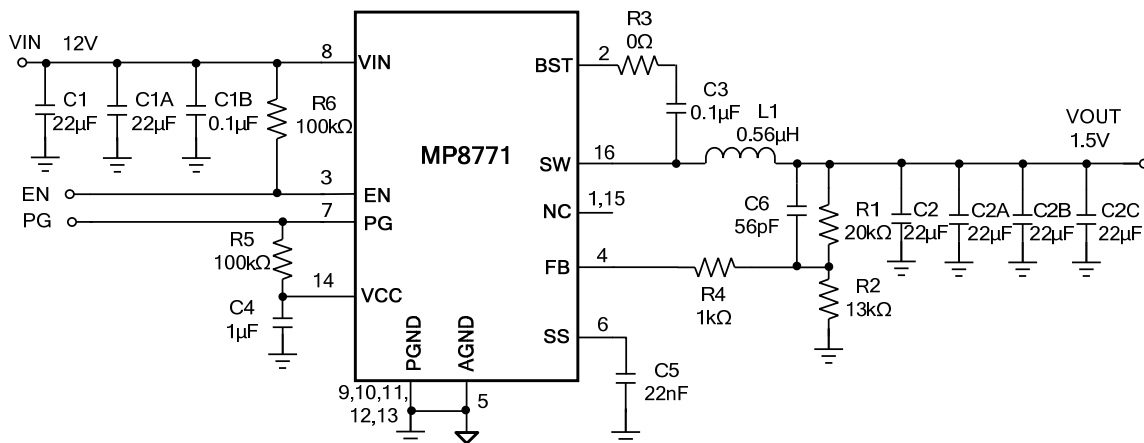 VIN 12V
8
VIN
C1
22µF
C1A
22µF
C1B
0.1µF
R6
100kΩ
EN
3
EN
PG
7
PG
R5
100kΩ
14
VCC
C4
1µF
MP8771
PGND
AGND
9,10,11,
12,13
5
BST
2
R3
0Ω
C3
0.1µF
L1
0.56µH
SW
16
NC
1,15
FB
4
R4
1kΩ
SS
6
C5
22nF
C6
56pF
R1
20kΩ
R2
13kΩ
C2
22µF
C2A
22µF
C2B
22µF
C2C
22µF
VOUT
1.5V